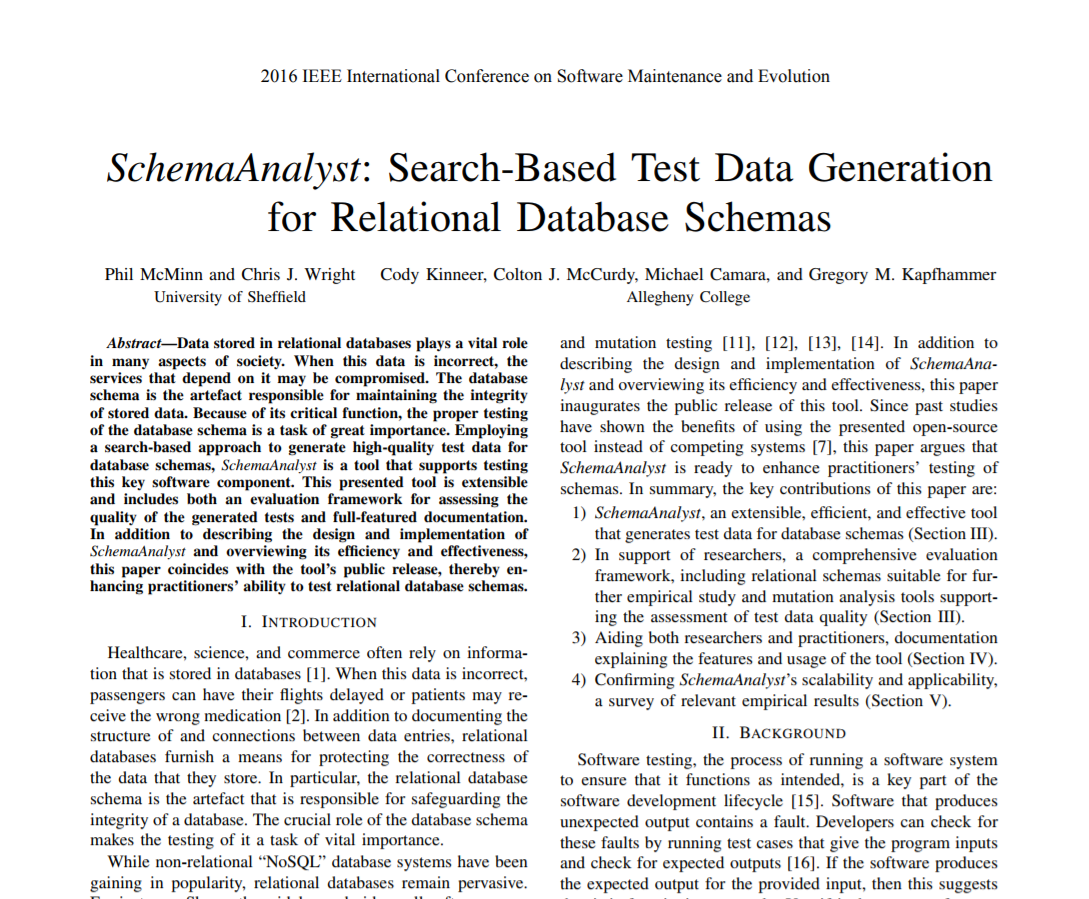 2016 IEEE International Conference on Software Maintenance and Evolution
SchemaAnalyst: Search-Based Test Data Generation
for Relational Database Schemas
Phil McMinn and Chris J. Wright
University of Sheffield
Cody Kinneer, Colton J. McCurdy, Michael Camara, and Gregory M. Kapfhammer
Allegheny College
Abstract—Data stored in relational databases plays a vital role
in many aspects of society. When this data is incorrect, the
services that depend on it may be compromised. The database
schema is the artefact responsible for maintaining the integrity
of stored data. Because of its critical function, the proper testing
of the database schema is a task of great importance. Employing
a search-based approach to generate high-quality test data for
database schemas, SchemaAnalyst is a tool that supports testing
this key software component. This presented tool is extensible
and includes both an evaluation framework for assessing the
quality of the generated tests and full-featured documentation.
In addition to describing the design and implementation of
SchemaAnalyst and overviewing its efficiency and effectiveness,
this paper coincides with the tool's public release, thereby en-
hancing practitioners' ability to test relational database schemas.
I. INTRODUCTION
Healthcare, science, and commerce often rely on informa-
tion that is stored in databases [1]. When this data is incorrect,
passengers can have their flights delayed or patients may re-
ceive the wrong medication [2]. In addition to documenting the
structure of and connections between data entries, relational
databases furnish a means for protecting the correctness of
the data that they store. In particular, the relational database
schema is the artefact that is responsible for safeguarding the
integrity of a database. The crucial role of the database schema
makes the testing of it a task of vital importance.
While non-relational “NoSQL” database systems have been
gaining in popularity, relational databases remain pervasive.
and mutation testing [11], [12], [13], [14]. In addition to
describing the design and implementation of SchemaAna-
lyst and overviewing its efficiency and effectiveness, this paper
inaugurates the public release of this tool. Since past studies
have shown the benefits of using the presented open-source
tool instead of competing systems [7], this paper argues that
SchemaAnalyst is ready to enhance practitioners' testing of
schemas. In summary, the key contributions of this paper are:
1) SchemaAnalyst, an extensible, efficient, and effective tool
that generates test data for database schemas (Section III).
2) In support of researchers, a comprehensive evaluation
framework, including relational schemas suitable for fur-
ther empirical study and mutation analysis tools support-
ing the assessment of test data quality (Section III).
3) Aiding both researchers and practitioners, documentation
explaining the features and usage of the tool (Section IV).
4) Confirming SchemaAnalyst's scalability and applicability,
a survey of relevant empirical results (Section V).
II. BACKGROUND
Software testing, the process of running a software system
to ensure that it functions as intended, is a key part of the
software development lifecycle [15]. Software that produces
unexpected output contains a fault. Developers can check for
these faults by running test cases that give the program inputs
and check for expected outputs [16]. If the software produces
the expected output for the provided input, then this suggests